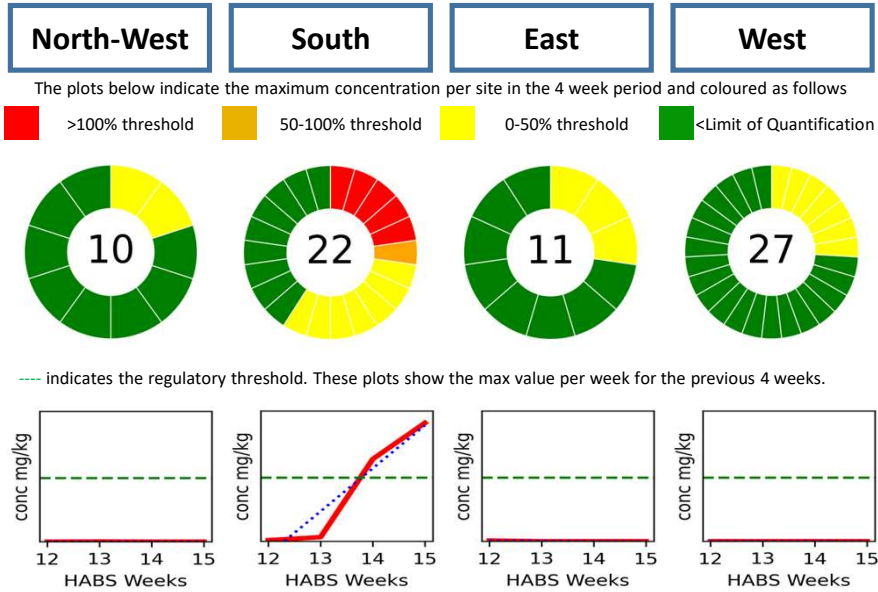 North-West South East West
The plots below indicate the maximum concentration per site in the 4 week period and coloured as follows
>100% threshold 50-100% threshold 0-50% threshold <Limit of Quantification
10 22 11 27
---- indicates the regulatory threshold. These plots show the max value per week for the previous 4 weeks.
conc mg/kg conc mg/kg conc mg/kg conc mg/kg
12 13 14 15 12 13 14 15 12 13 14 15 12 13 14 15
HABS Weeks HABS Weeks HABS Weeks HABS Weeks